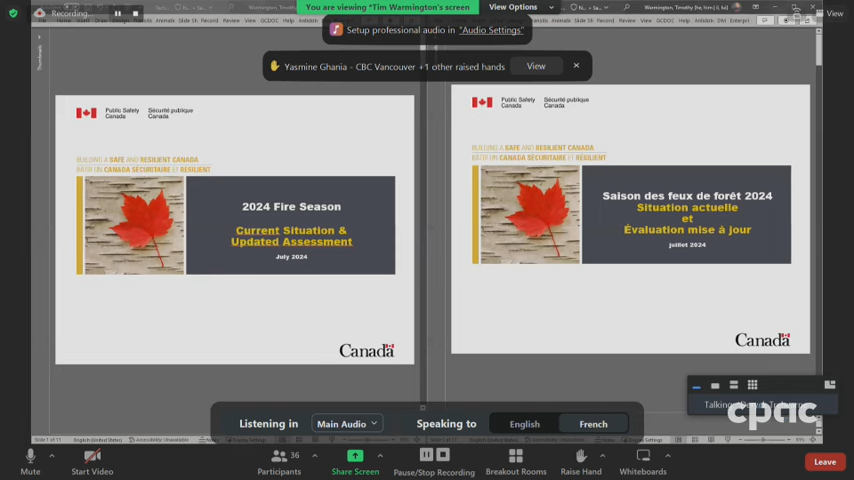 Recording...
You are viewing *Tim Warmington's screen
View Options
View
Setup professional audio in "Audio Settings"
Yasmine Ghania - CBC Vancouver +1 other raised hands
View
Public Safety Canada
Sécurité publique Canada
BUILDING A SAFE AND RESILIENT CANADA
BÂTIR UN CANADA SÉCURITAIRE ET RÉSILIENT
2024 Fire Season
Current Situation &
Updated Assessment
July 2024
Canada
Public Safety Canada
Sécurité publique Canada
BUILDING A SAFE AND RESILIENT CANADA
BÂTIR UN CANADA SÉCURITAIRE ET RÉSILIENT
Saison des feux de forêt 2024
Situation actuelle
et
Évaluation mise à jour
juillet 2024
Canada
Talking:
cpac
Listening in
Main Audio
Speaking to
English
French
Mute
Start Video
Participants
36
Share Screen
Pause/Stop Recording
Breakout Rooms
Raise Hand
Whiteboards
Leave